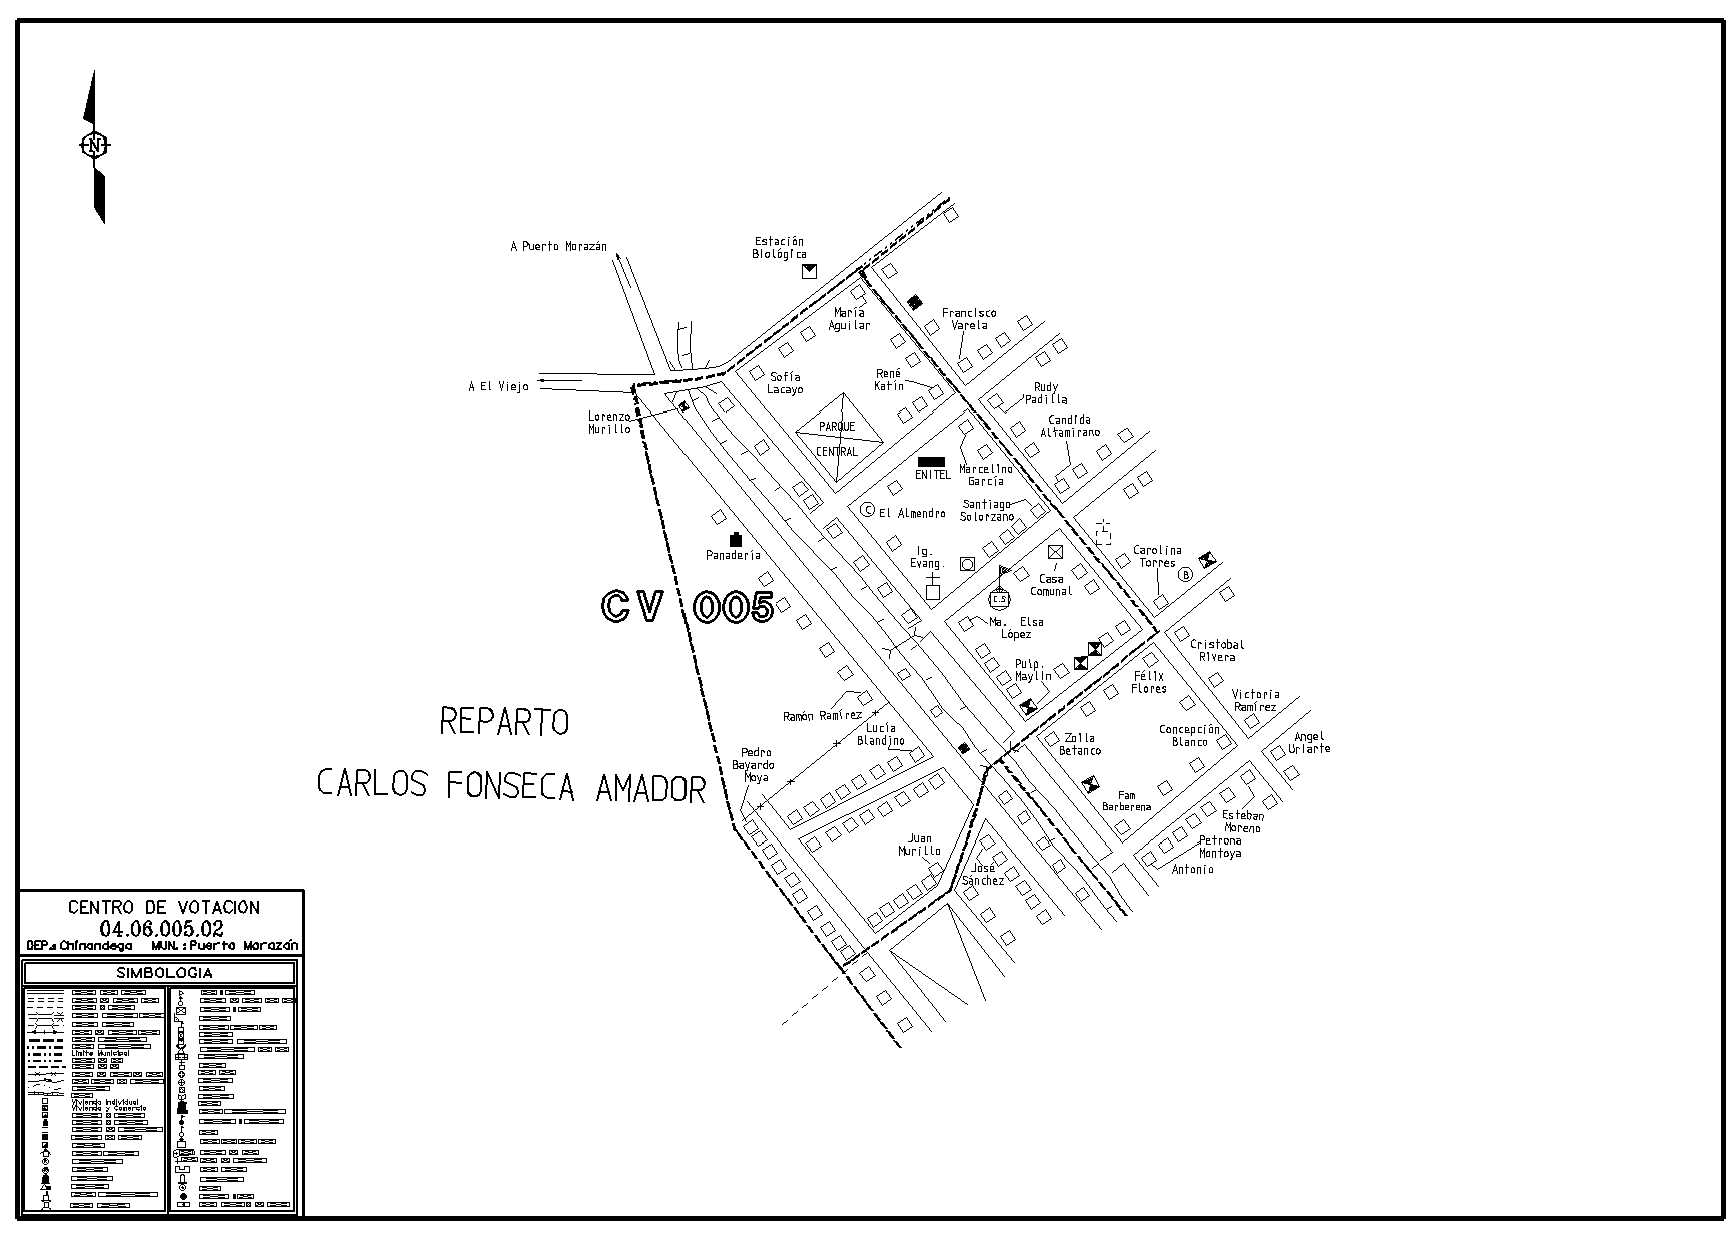 N
A Puerto Morazán
Estación
Biológica
María
Aguilar
Francisco
Varela
A El Viejo
Sofía
Lacayo
René
Katín
Rudy
Padilla
Lorenzo
Murillo
PARQUE
CENTRAL
Candida
Altamirano
ENITEL
Marcelino
García
C El Almendro
Santiago
Solorzano
Panadería
Ig.
Evang.
Casa
Comunal
Carolina
Torres
B
C.S
CV 005
Ma. Elsa
López
Cristobal
Rivera
Pulp.
Maylin
Félix
Flores
Victoria
Ramírez
REPARTO
CARLOS FONSECA AMADOR
Ramón Ramírez
Lucía
Blandino
Zoila
Betanco
Concepción
Blanco
Angel
Uriarte
Pedro
Bayardo
Moya
Fam
Barberena
Esteban
Moreno
Petrona
Montoya
Antonio
Juan
Murillo
José
Sánchez
CENTRO DE VOTACION
04.06.005.02
DEP.: Chinandega MUN. : Puerto Morazán
SIMBOLOGIA
Limite Municipal
Vivienda Individual
Vivienda y Comercio